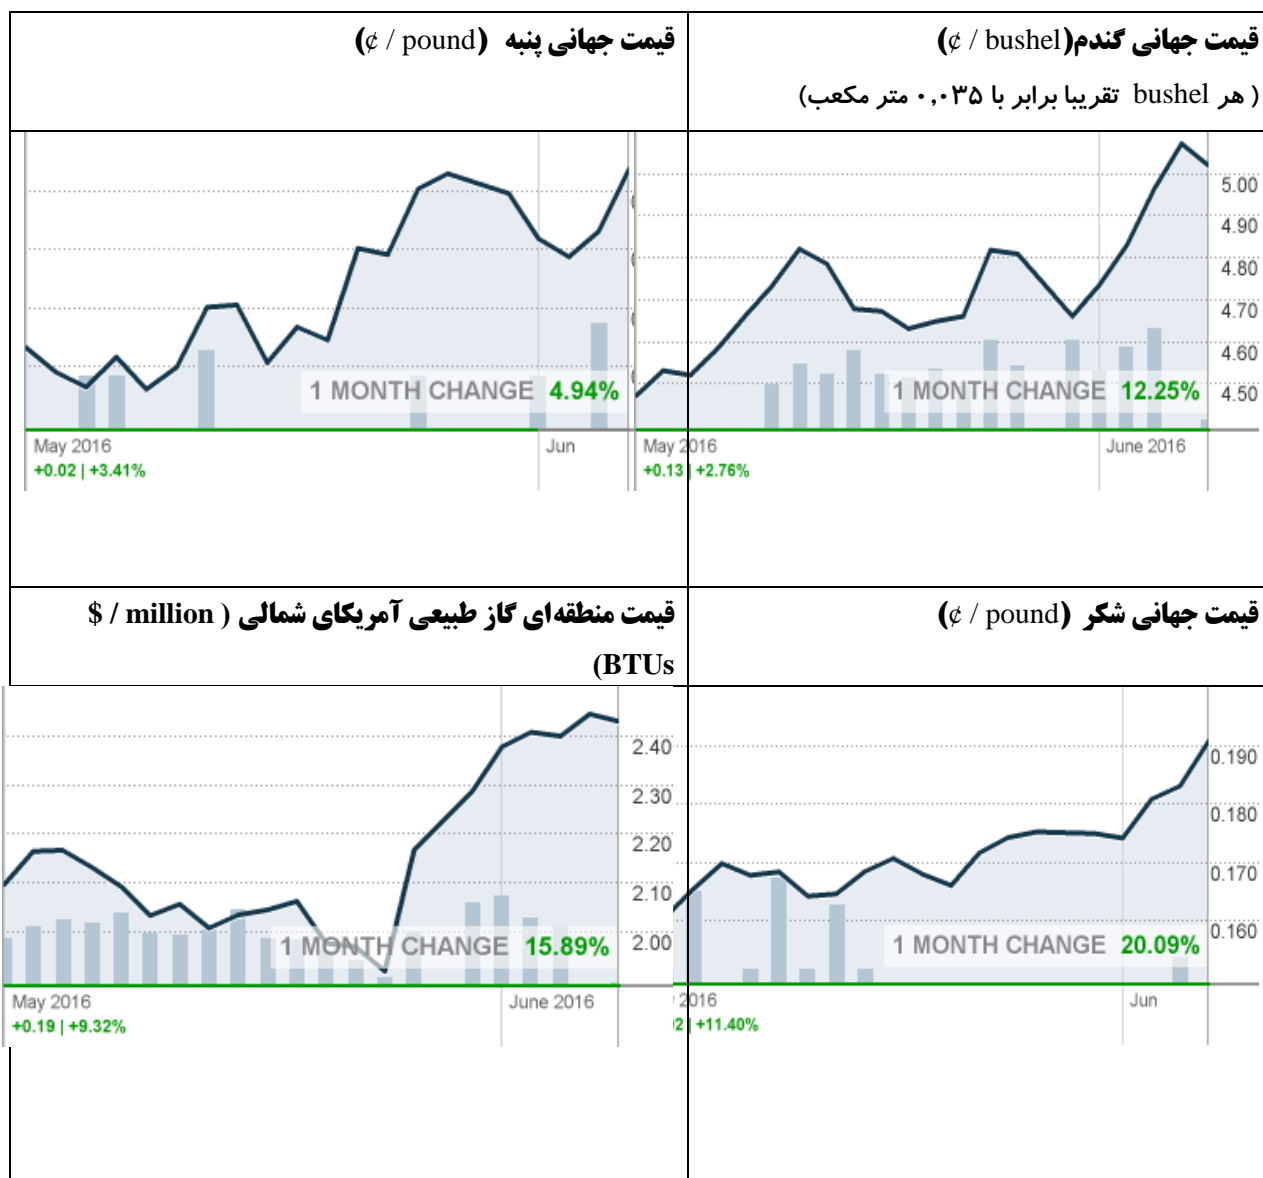 قیمت جهانی گندم(¢ / bushel)
( هر bushel تقریبا برابر با ۰,۰۳۵ متر مکعب)
5.00
4.90
4.80
4.70
4.60
4.50
1 MONTH CHANGE 12.25%
May 2016
June 2016
+0.13 | +2.76%
قیمت جهانی پنبه (¢ / pound)
1 MONTH CHANGE 4.94%
May 2016
Jun
+0.02 | +3.41%
قیمت جهانی شکر (¢ / pound)
0.190
0.180
0.170
0.160
1 MONTH CHANGE 20.09%
2016
Jun
+11.40%
قیمت منطقه‌ای گاز طبیعی آمریکای شمالی ( $ / million
BTUs)
2.40
2.30
2.20
2.10
2.00
1 MONTH CHANGE 15.89%
May 2016
June 2016
+0.19 | +9.32%